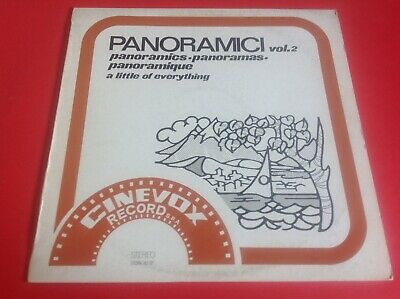 PANORAMICI vol.2
panoramics•panoramas•
panoramique
a little of everything
CINEVOX
RECORD S.P.A.
STEREO